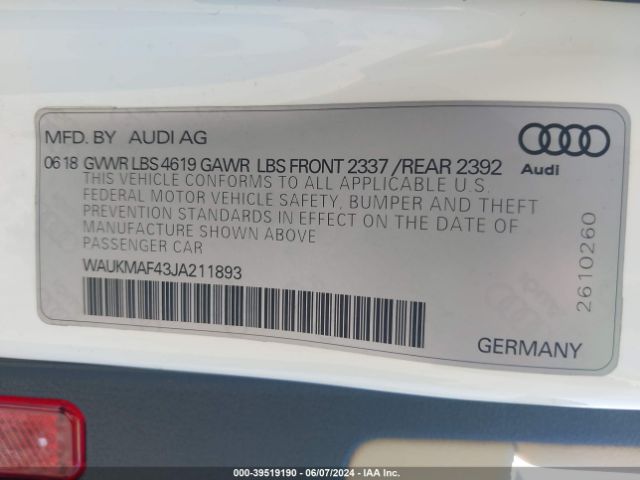 MFD. BY AUDI AG
0618 GVWR LBS 4619 GAWR LBS FRONT 2337 /REAR 2392
THIS VEHICLE CONFORMS TO ALL APPLICABLE U.S.
FEDERAL MOTOR VEHICLE SAFETY, BUMPER AND THEFT
PREVENTION STANDARDS IN EFFECT ON THE DATE OF
MANUFACTURE SHOWN ABOVE
PASSENGER CAR
WAUKMAF43JA211893
Audi
2610260
GERMANY
000-39519190 - 06/07/2024 - IAA Inc.